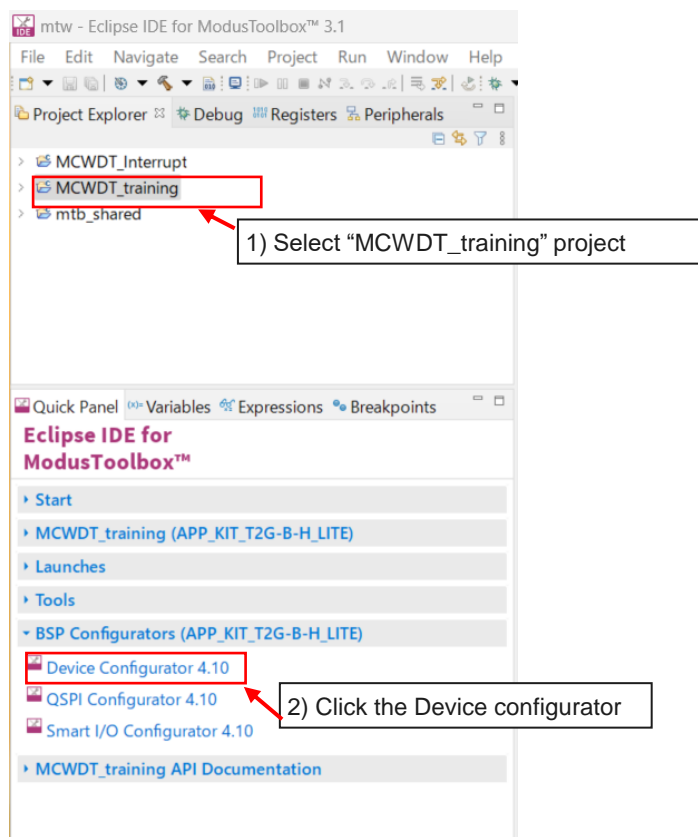 mtw - Eclipse IDE for ModusToolbox™ 3.1
File Edit Navigate Search Project Run Window Help
Project Explorer Debug Registers Peripherals
MCWDT_Interrupt
MCWDT_training
mtb_shared
1) Select “MCWDT_training” project
Quick Panel Variables Expressions Breakpoints
Eclipse IDE for
ModusToolbox™
Start
MCWDT_training (APP_KIT_T2G-B-H_LITE)
Launches
Tools
BSP Configurators (APP_KIT_T2G-B-H_LITE)
Device Configurator 4.10
QSPI Configurator 4.10
2) Click the Device configurator
Smart I/O Configurator 4.10
MCWDT_training API Documentation